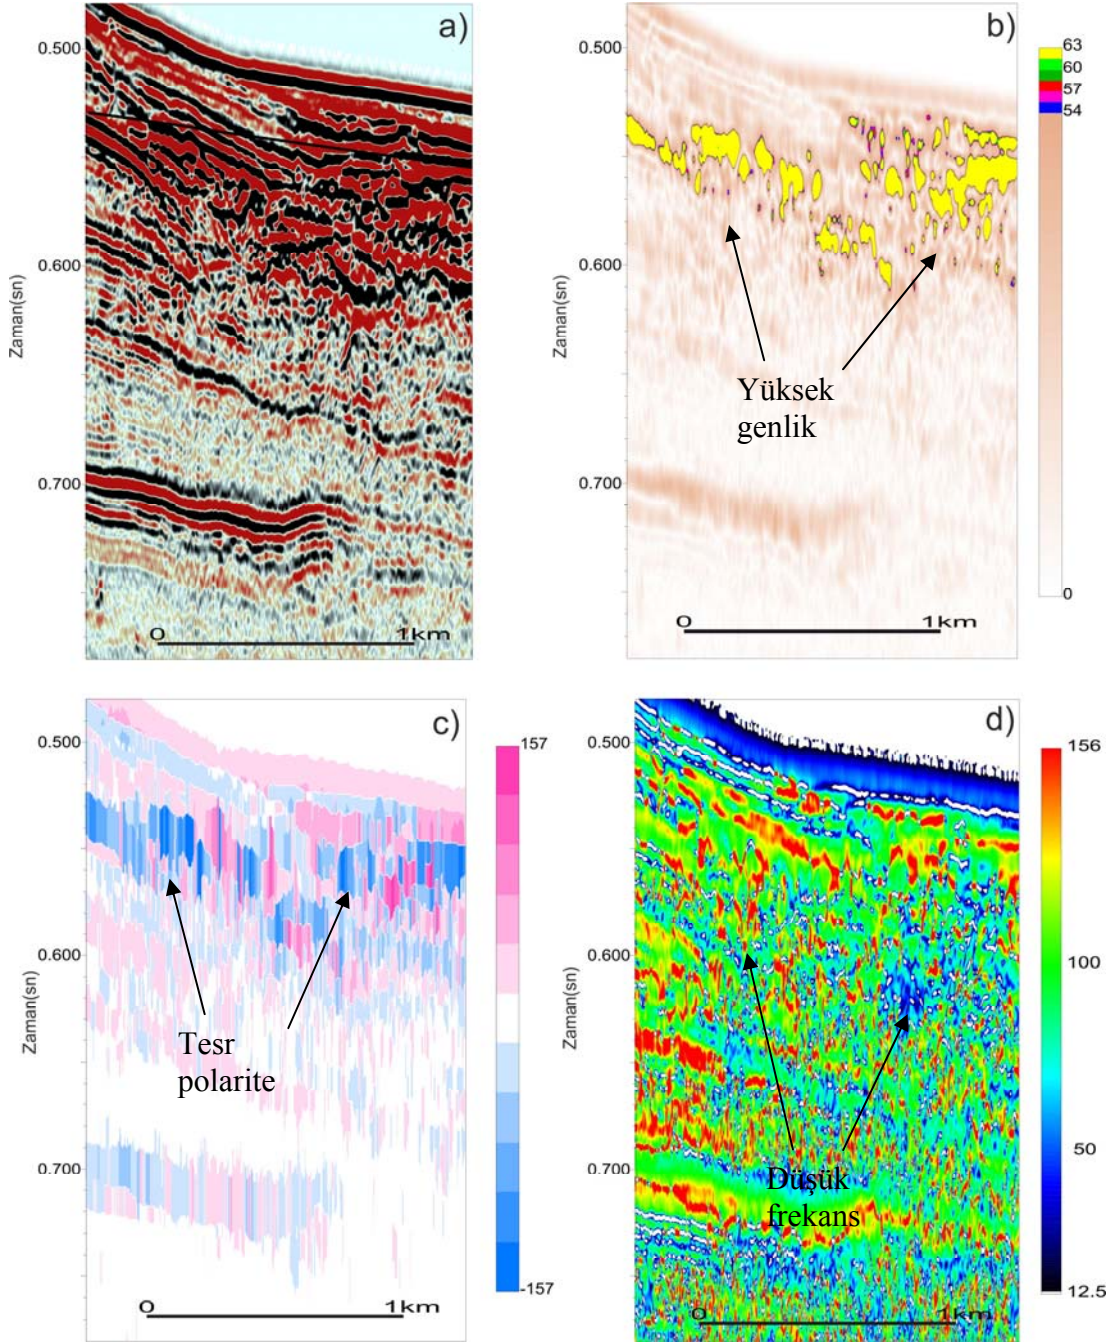 a)
0.500
0.600
0.700
Zaman(sn)
0
1km
b)
0.500
0.600
0.700
Zaman(sn)
Yüksek
genlik
0
1km
63
60
57
54
0
c)
0.500
0.600
0.700
Zaman(sn)
Tesr
polarite
0
1km
157
-157
d)
0.500
0.600
0.700
Zaman(sn)
Düşük
frekans
0
1km
156
100
50
12.5